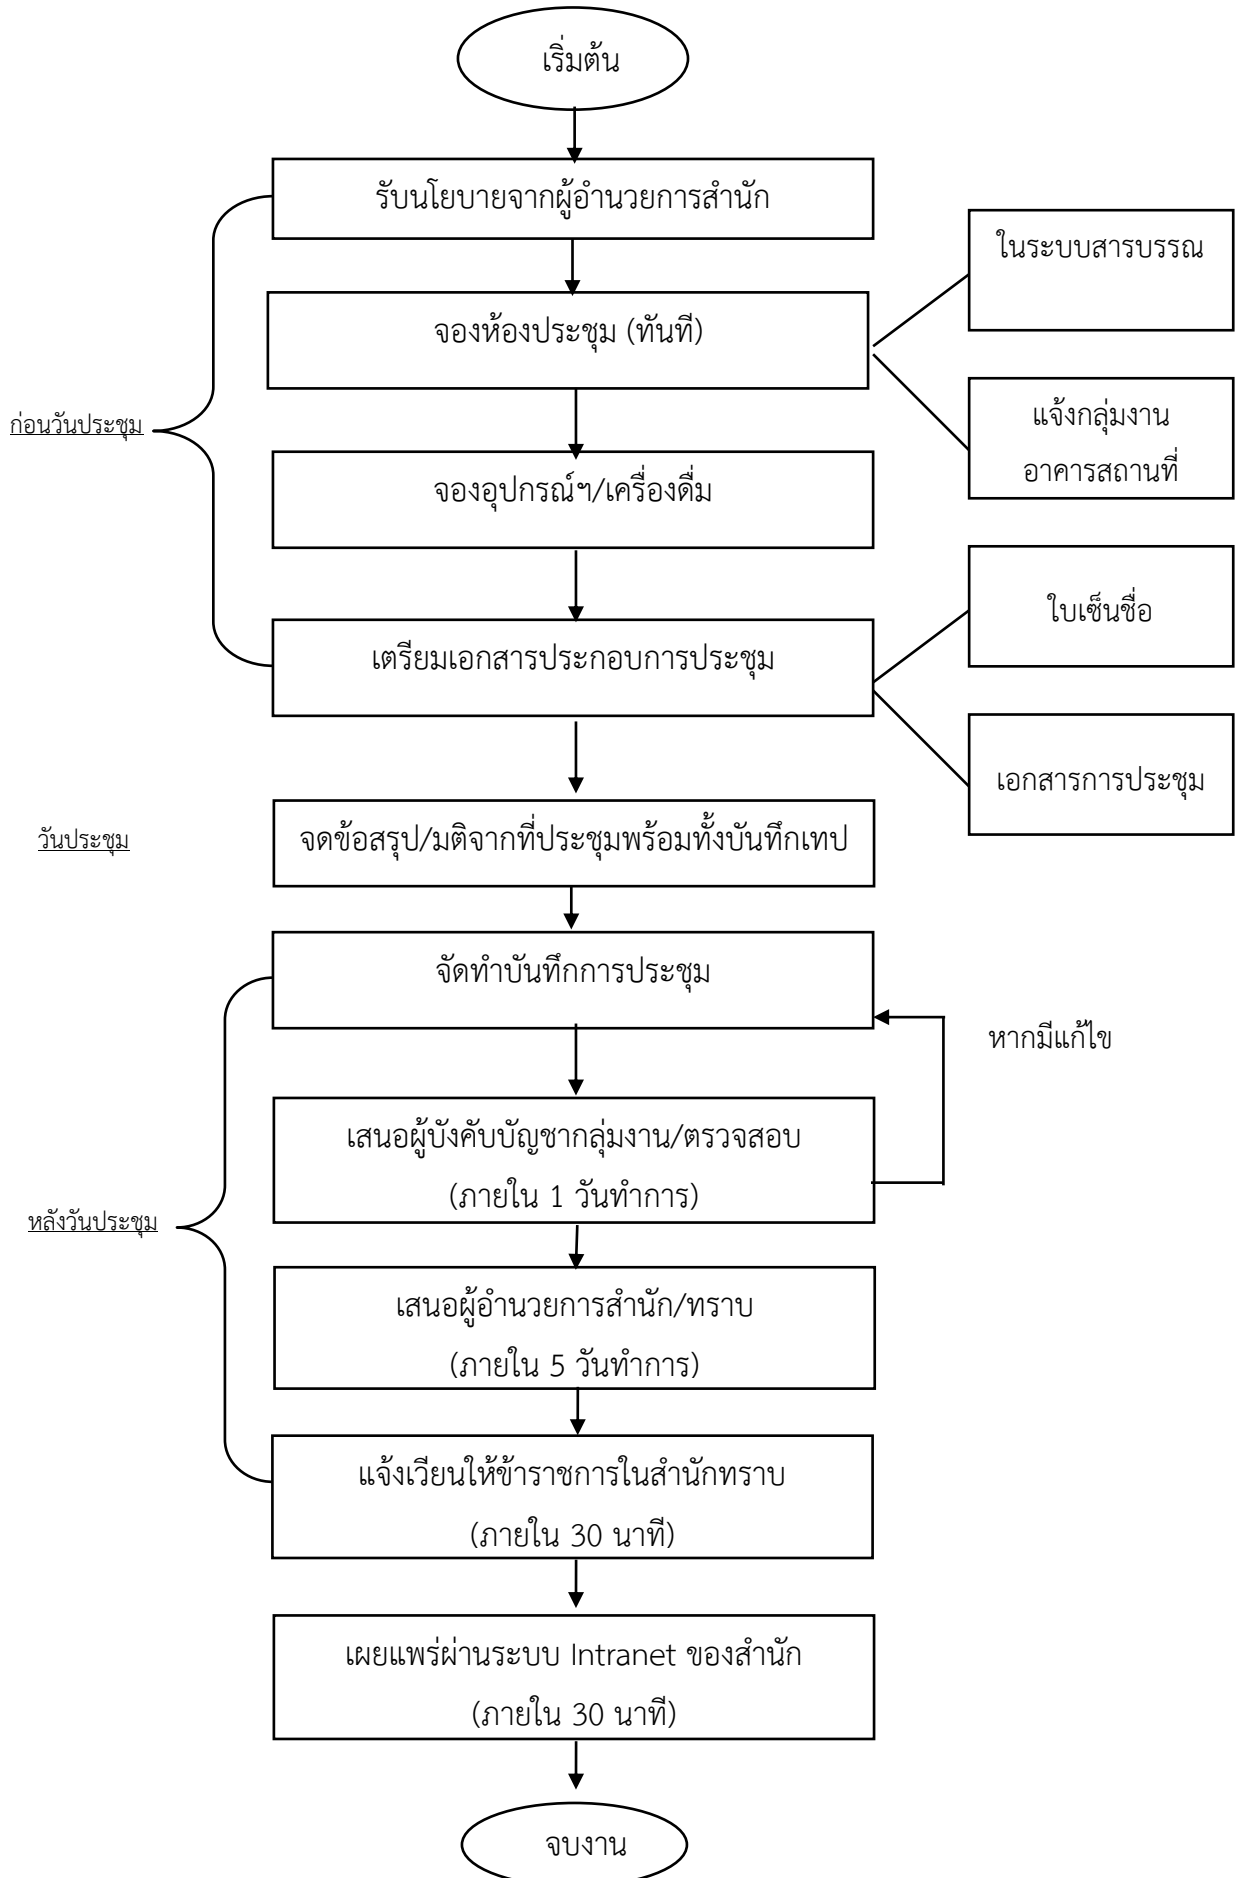 เริ่มต้น
รับนโยบายจากผู้อำนวยการสำนัก
ในระบบสารบรรณ
จองห้องประชุม (ทันที)
แจ้งกลุ่มงาน
อาคารสถานที่
ก่อนวันประชุม
จองอุปกรณ์ฯ/เครื่องดื่ม
ใบเซ็นชื่อ
เตรียมเอกสารประกอบการประชุม
เอกสารการประชุม
วันประชุม
จดข้อสรุป/มติจากที่ประชุมพร้อมทั้งบันทึกเทป
จัดทำบันทึกการประชุม
หากมีแก้ไข
เสนอผู้บังคับบัญชากลุ่มงาน/ตรวจสอบ
(ภายใน 1 วันทำการ)
หลังวันประชุม
เสนอผู้อำนวยการสำนัก/ทราบ
(ภายใน 5 วันทำการ)
แจ้งเวียนให้ข้าราชการในสำนักทราบ
(ภายใน 30 นาที)
เผยแพร่ผ่านระบบ Intranet ของสำนัก
(ภายใน 30 นาที)
จบงาน